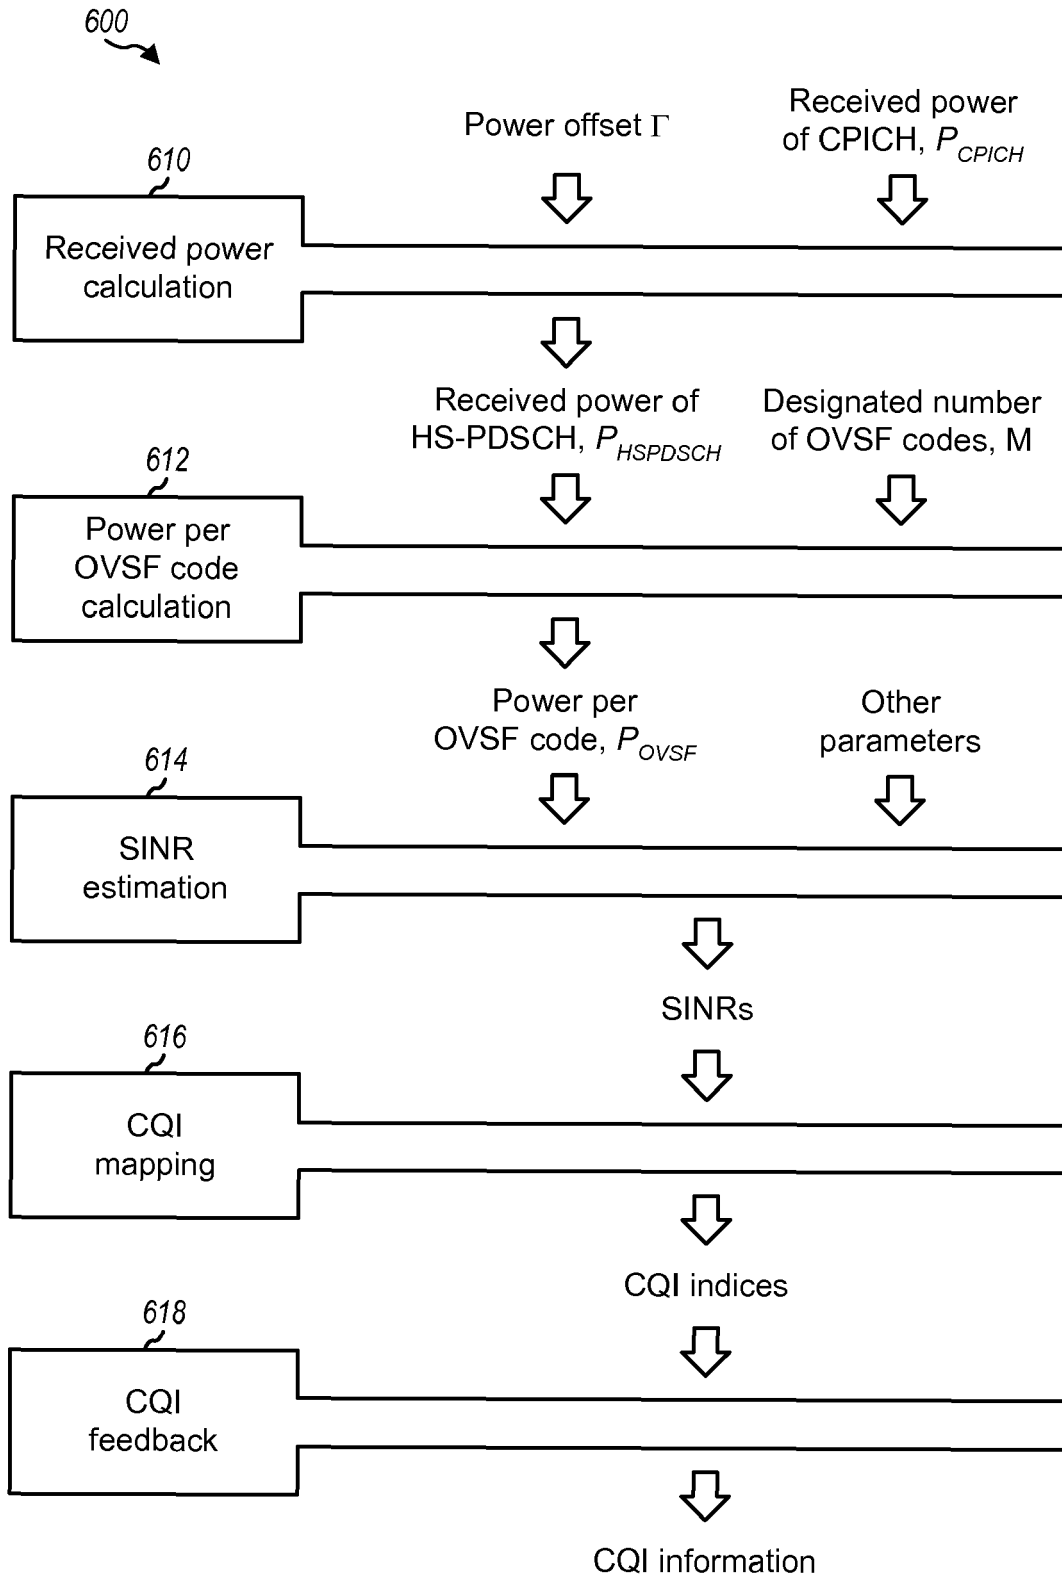 600
Power offset Γ
Received power
of CPICH, P_CPICH
610
Received power
calculation
Received power of
HS-PDSCH, P_HSPDSCH
Designated number
of OVSF codes, M
612
Power per
OVSF code
calculation
Power per
OVSF code, P_OVSF
Other
parameters
614
SINR
estimation
SINRs
616
CQI
mapping
CQI indices
618
CQI
feedback
CQI information